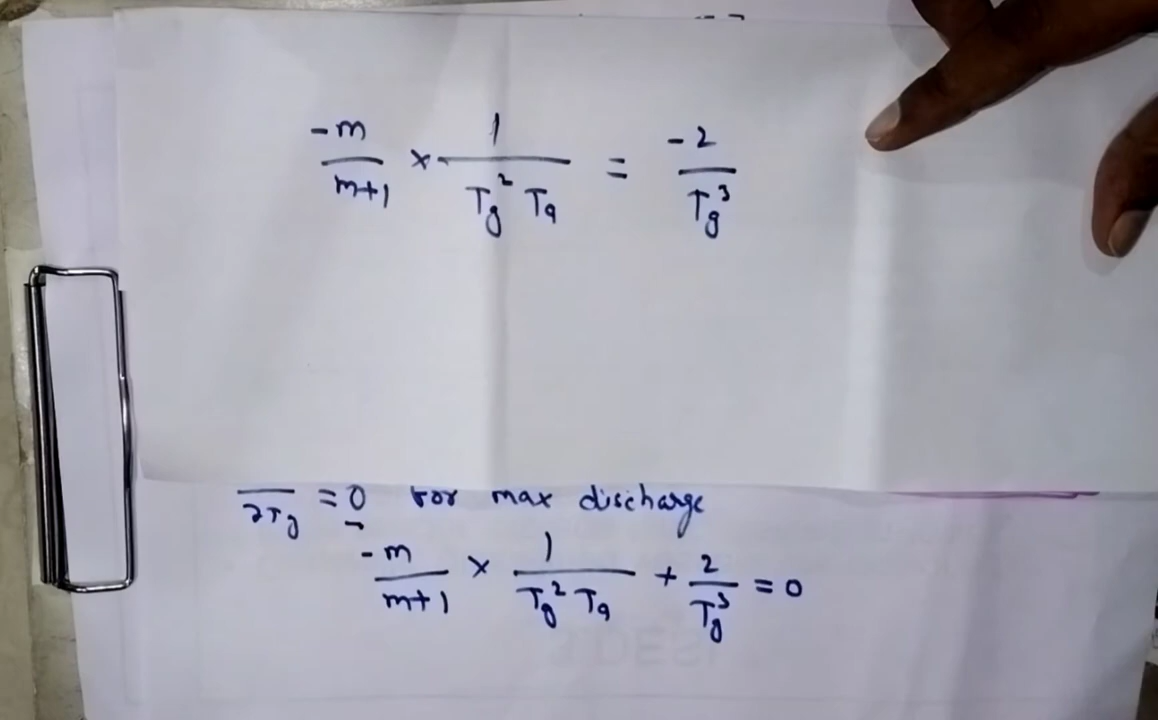 -m/m+1 × 1/Tg² Ta = -2/Tg³
/∂Tg = 0 for max discharge
-m/m+1 × 1/Tg² Ta + 2/Tg³ = 0